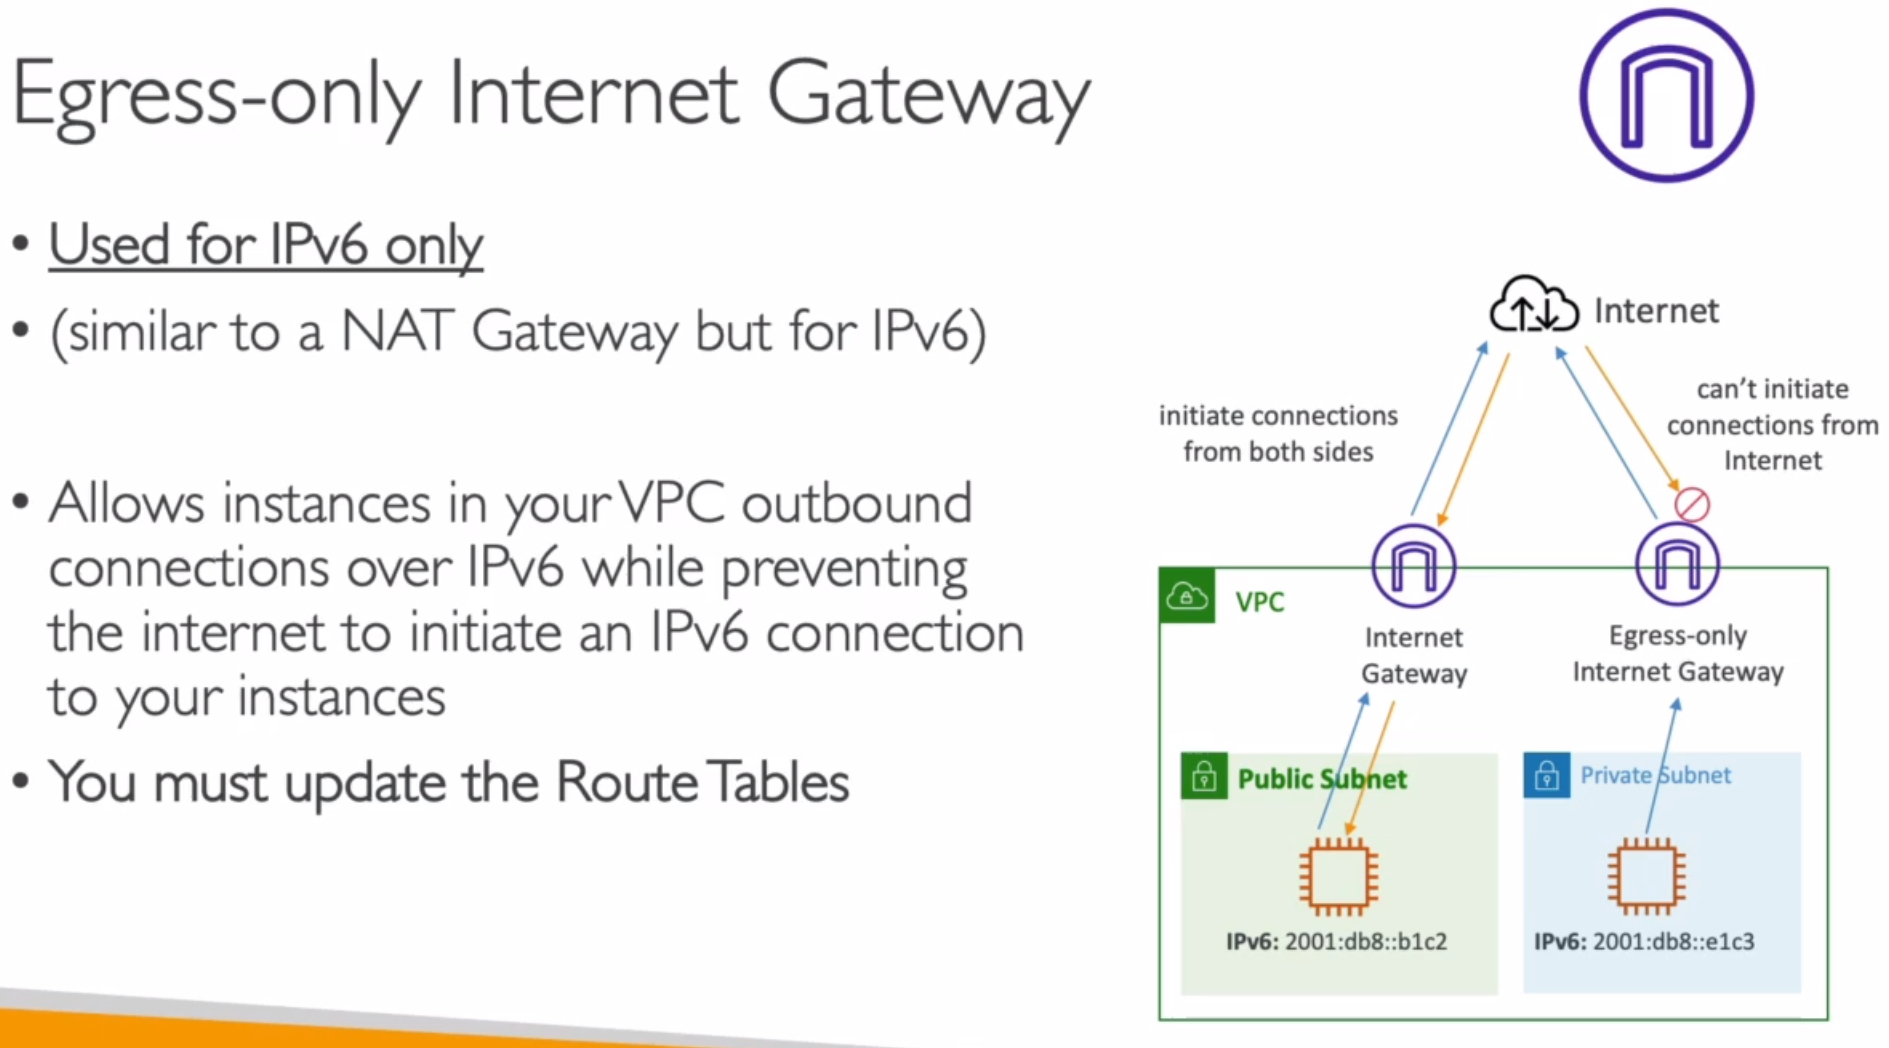 Egress-only Internet Gateway
• Used for IPv6 only
• (similar to a NAT Gateway but for IPv6)
• Allows instances in your VPC outbound
connections over IPv6 while preventing
the internet to initiate an IPv6 connection
to your instances
• You must update the Route Tables
Internet
initiate connections
from both sides
can't initiate
connections from
Internet
VPC
Internet
Gateway
Egress-only
Internet Gateway
Public Subnet
Private Subnet
IPv6: 2001:db8::b1c2
IPv6: 2001:db8::e1c3